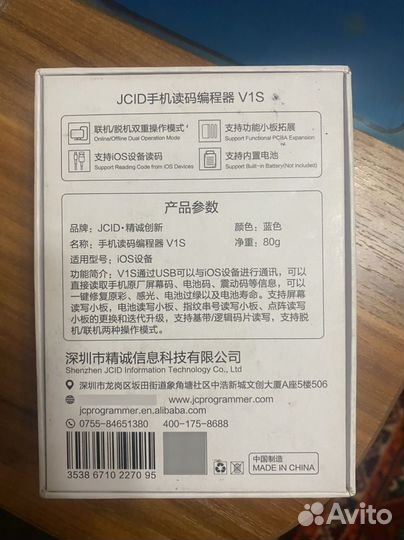 JCID手机读码编程器 V1S
联机/脱机双重操作模式
Online/Offline Dual Operation Mode
支持功能小板拓展
Support Functional PCBA Expansion
支持iOS设备读码
Support Reading Code from iOS Devices
支持内置电池
Support Built-in Battery(Not included)
产品参数
品牌：JCID·精诚创新
颜色：蓝色
名称：手机读码编程器 V1S
净重：80g
适用型号：iOS设备
功能简介：V1S通过USB可以与iOS设备进行通讯，可以
直接读取手机原厂屏幕码、电池码、震动码等信息，可以
一键修复原彩、感光、电池过绿以及电池寿命。支持屏幕
读写小板，电池读写小板、指纹串号读写小板、点阵读写
小板的更换和迭代升级，支持基带/逻辑码片读写，支持脱
机/联机两种操作模式。
深圳市精诚信息科技有限公司
Shenzhen JCID Information Technology Co., Ltd
深圳市龙岗区坂田街道象角塘社区中浩新城文创大厦A座5楼506
www.jcprogrammer.com
jcprogrammer.en.alibaba.com
0755-84651380
400-175-8688
3538 6710 2270 95
中国制造
MADE IN CHINA
Avito